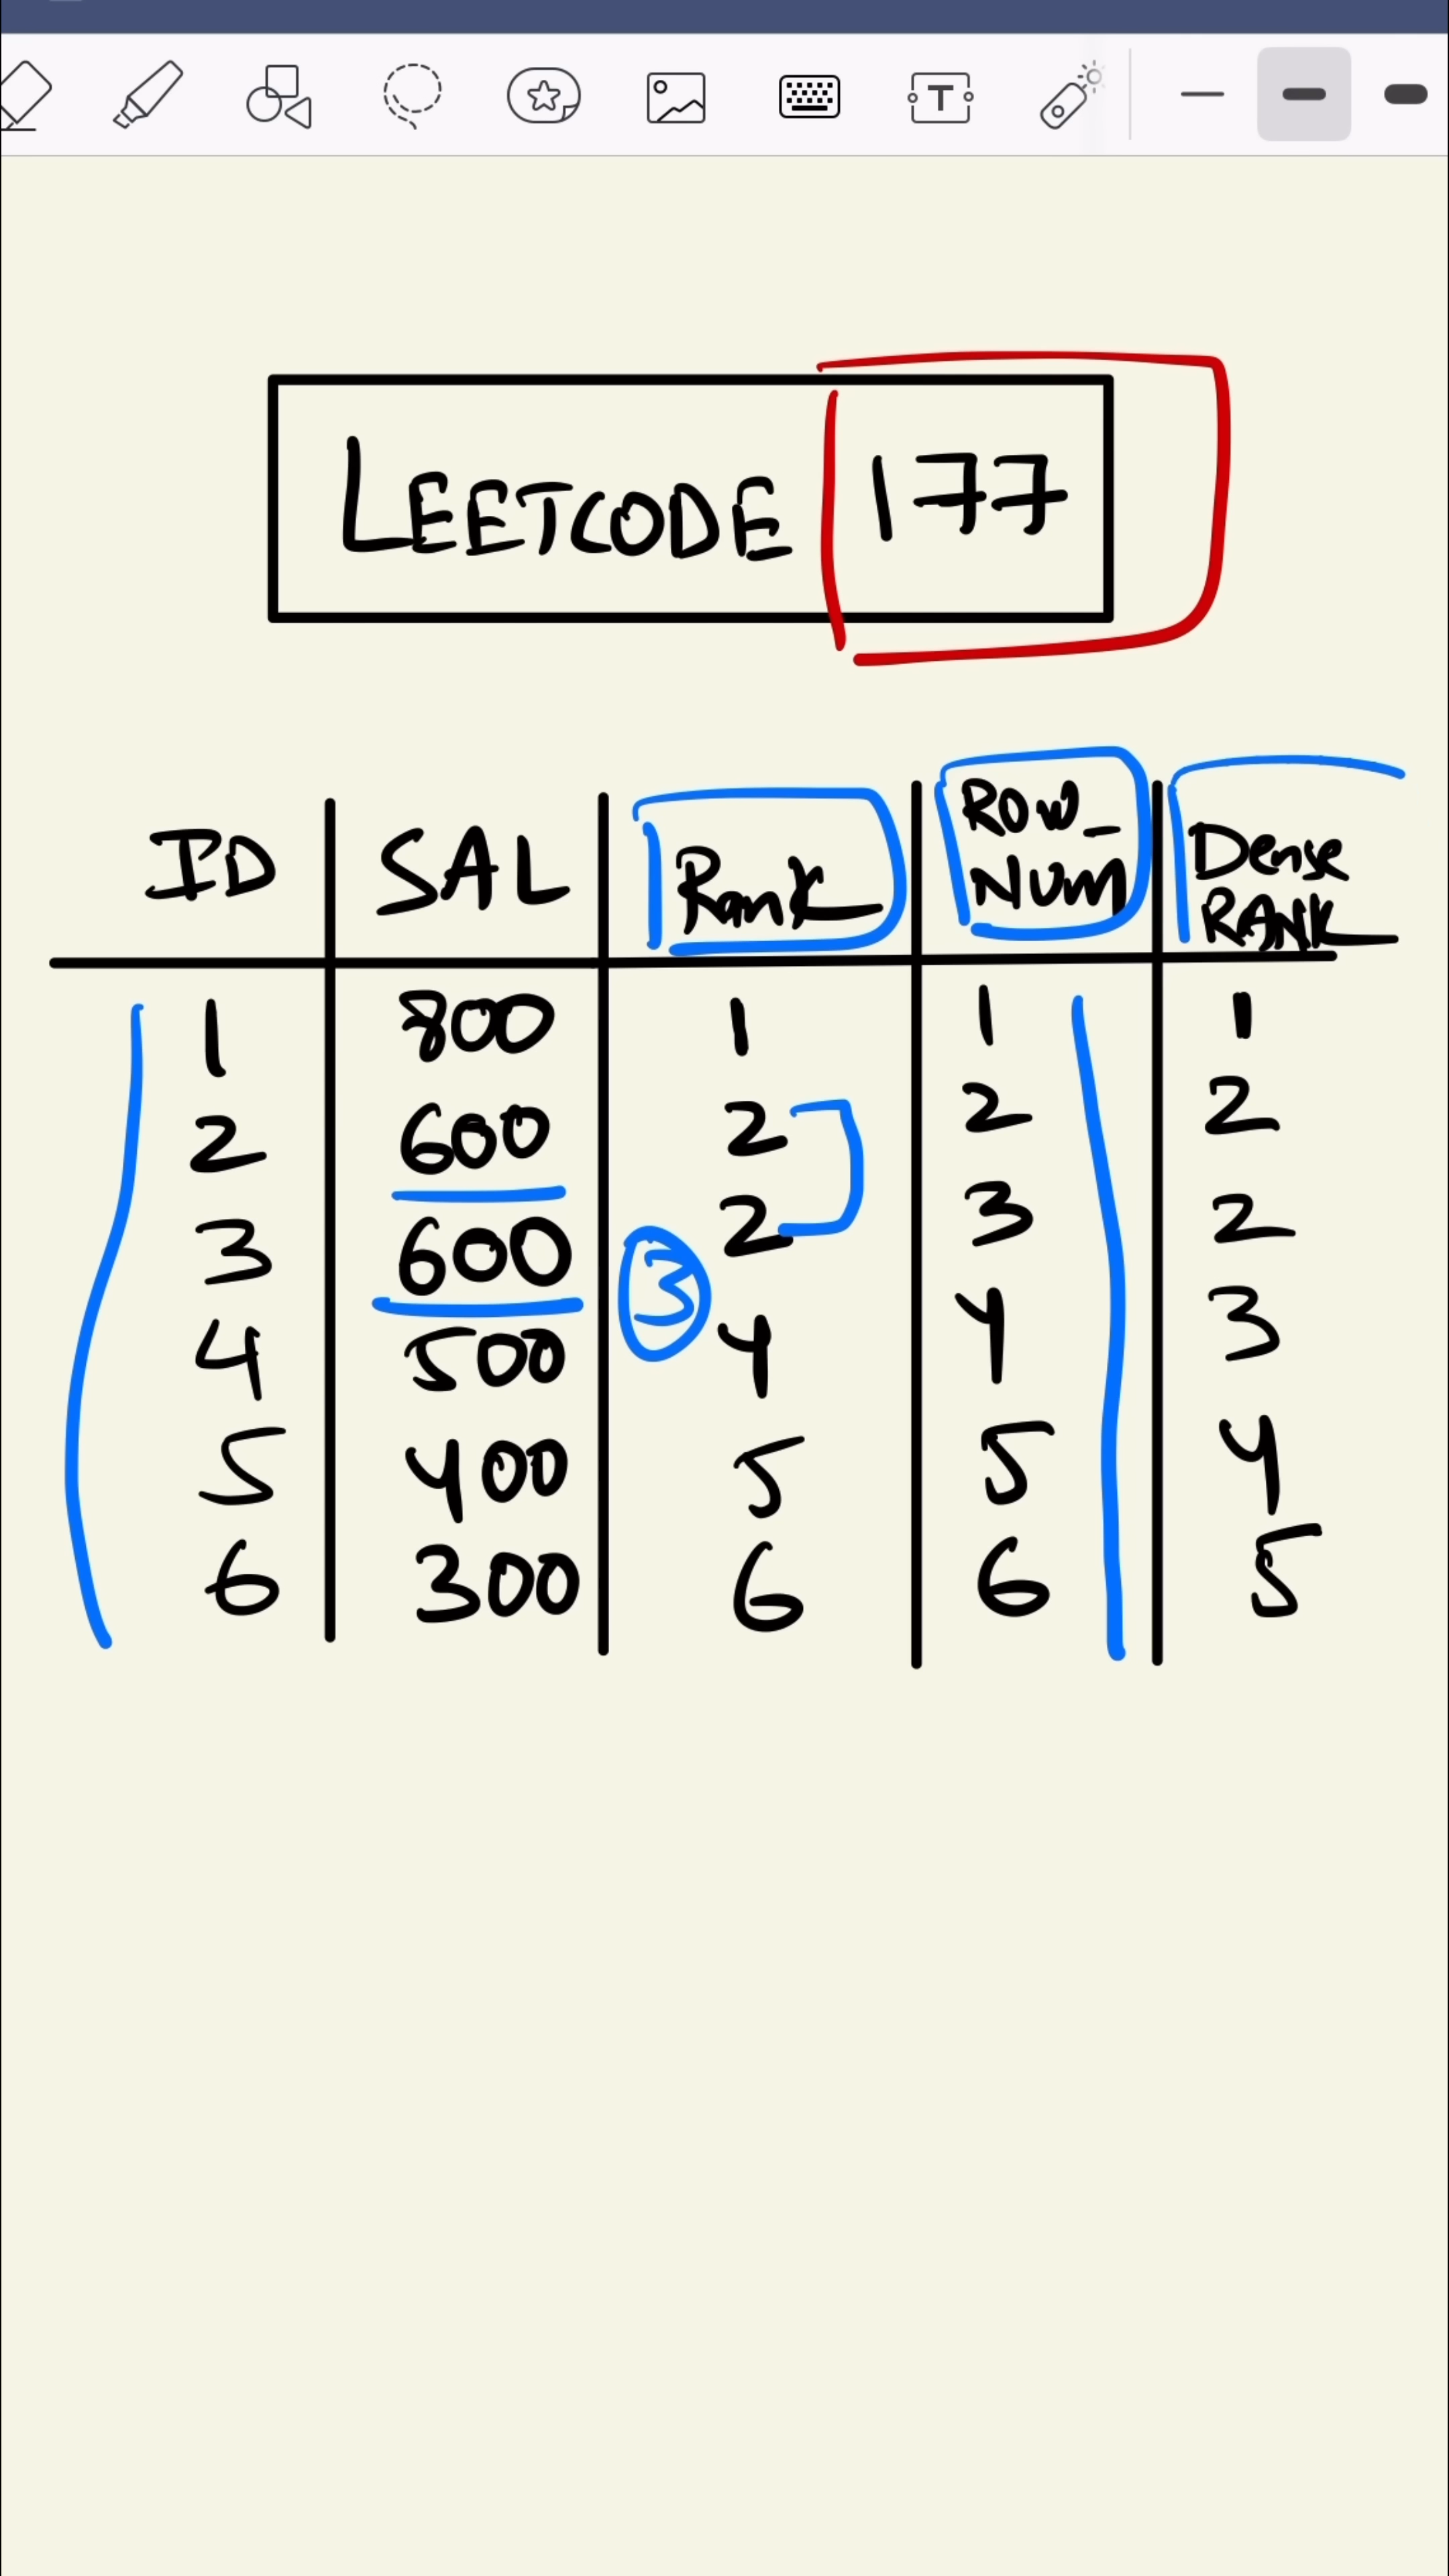 LEETCODE 177
ID SAL Rank ROW_NUM Dense RANK
1 800 1 1 1
2 600 2 2 2
3 600 2 3 2
3
4 500 4 4 3
5 400 5 5 4
6 300 6 6 5
T